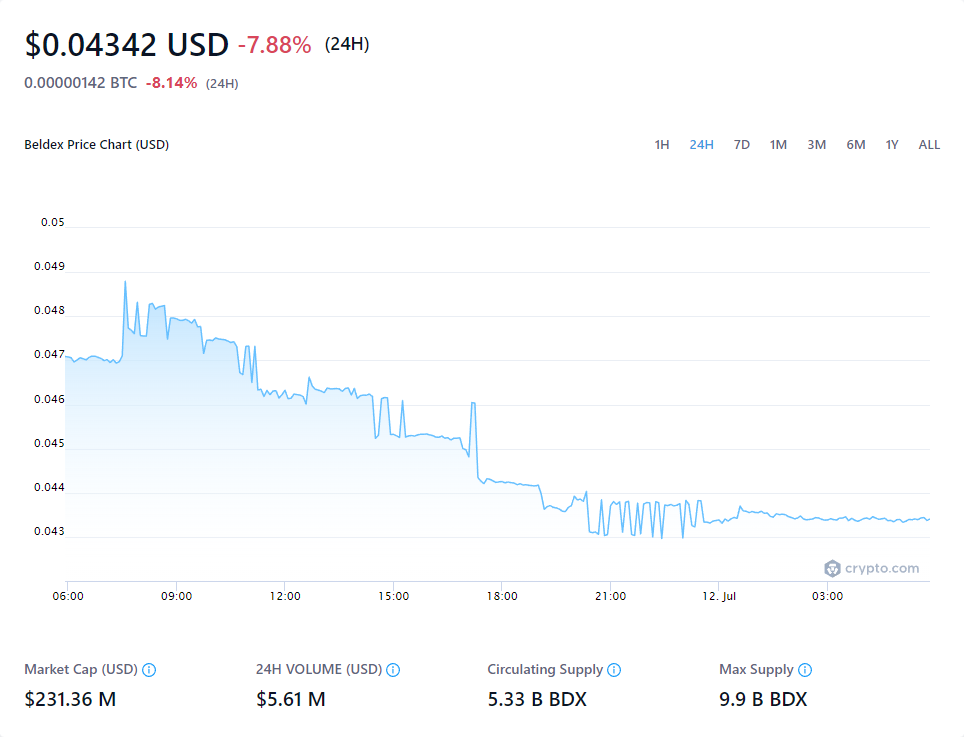 $0.04342 USD -7.88% (24H)
0.00000142 BTC -8.14% (24H)
Beldex Price Chart (USD) 1H 24H 7D 1M 3M 6M 1Y ALL
0.05
0.049
0.048
0.047
0.046
0.045
0.044
0.043
crypto.com
06:00 09:00 12:00 15:00 18:00 21:00 12. Jul 03:00
Market Cap (USD) 24H VOLUME (USD) Circulating Supply Max Supply
$231.36 M $5.61 M 5.33 B BDX 9.9 B BDX